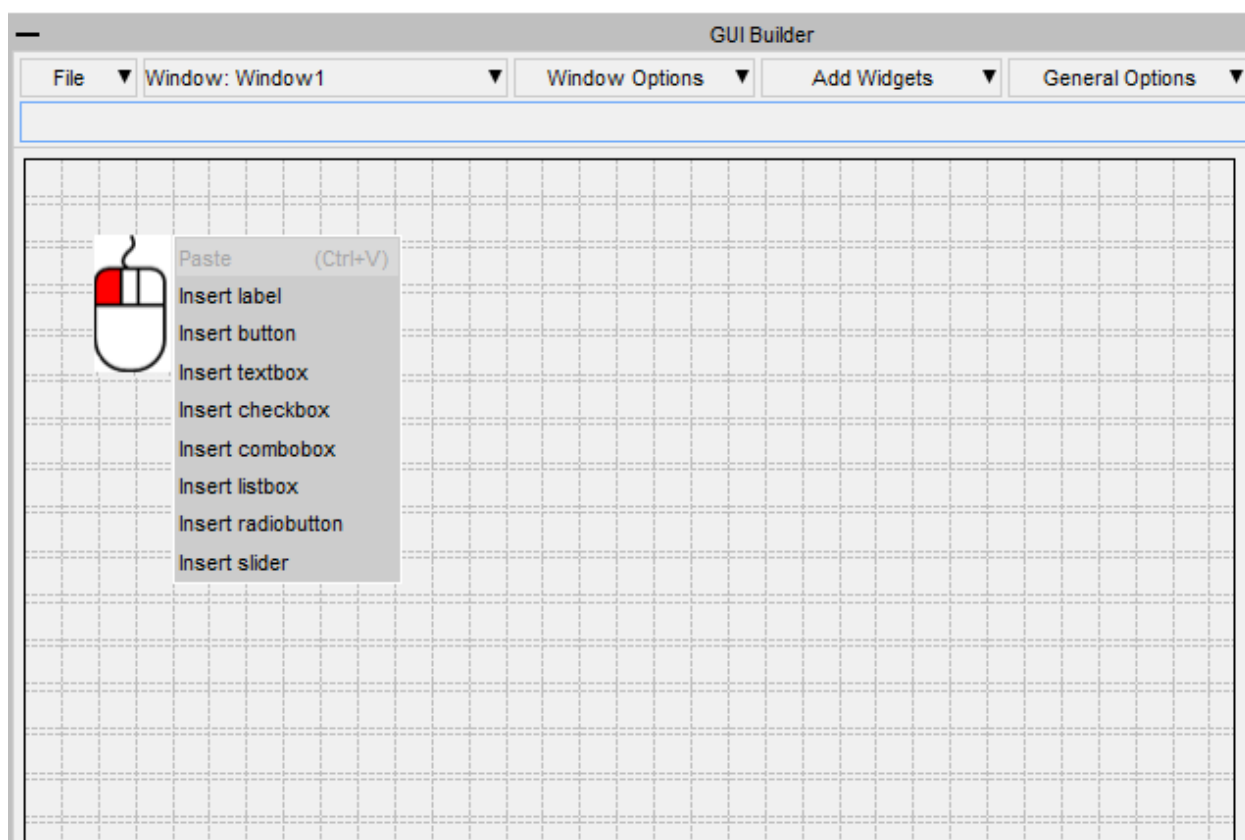 GUI Builder
File ▼ Window: Window1 ▼ Window Options ▼ Add Widgets ▼ General Options ▼
Paste (Ctrl+V)
Insert label
Insert button
Insert textbox
Insert checkbox
Insert combobox
Insert listbox
Insert radiobutton
Insert slider